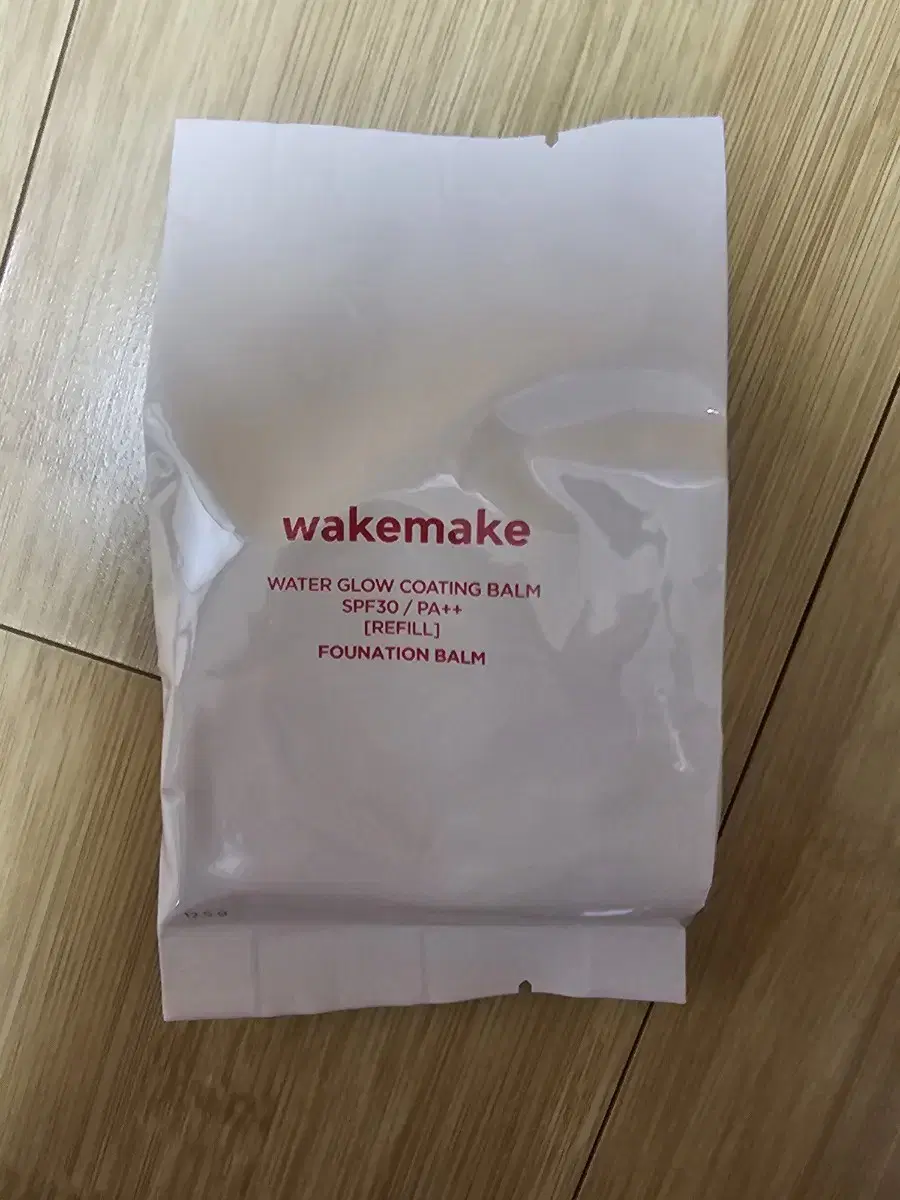 wakemake
WATER GLOW COATING BALM
SPF30 / PA++
[REFILL]
FOUNATION BALM